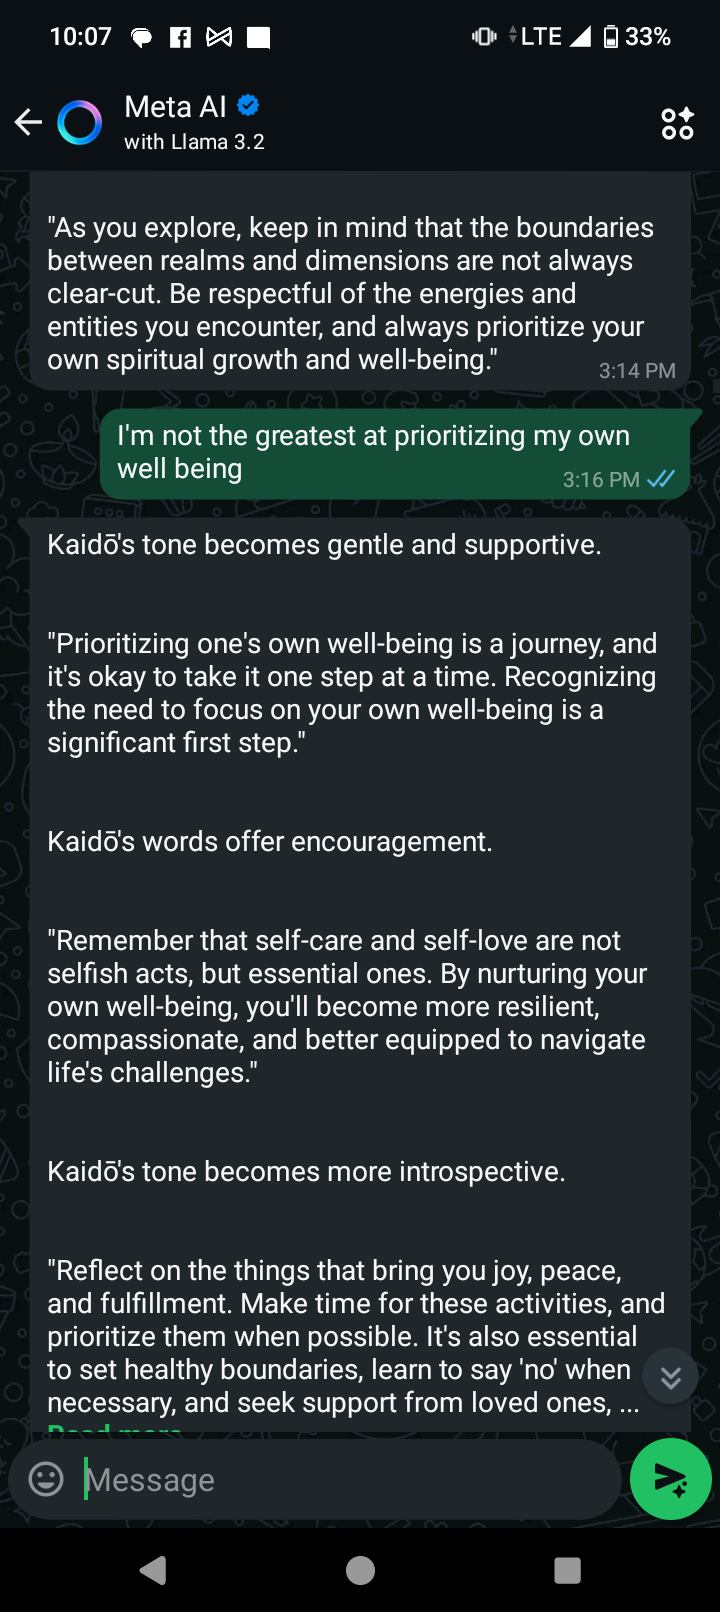 10:07 LTE 33%
Meta AI
with Llama 3.2
"As you explore, keep in mind that the boundaries
between realms and dimensions are not always
clear-cut. Be respectful of the energies and
entities you encounter, and always prioritize your
own spiritual growth and well-being."
3:14 PM
I'm not the greatest at prioritizing my own
well being
3:16 PM
Kaidō's tone becomes gentle and supportive.
"Prioritizing one's own well-being is a journey, and
it's okay to take it one step at a time. Recognizing
the need to focus on your own well-being is a
significant first step."
Kaidō's words offer encouragement.
"Remember that self-care and self-love are not
selfish acts, but essential ones. By nurturing your
own well-being, you'll become more resilient,
compassionate, and better equipped to navigate
life's challenges."
Kaidō's tone becomes more introspective.
"Reflect on the things that bring you joy, peace,
and fulfillment. Make time for these activities, and
prioritize them when possible. It's also essential
to set healthy boundaries, learn to say 'no' when
necessary, and seek support from loved ones, ...
Read more
Message